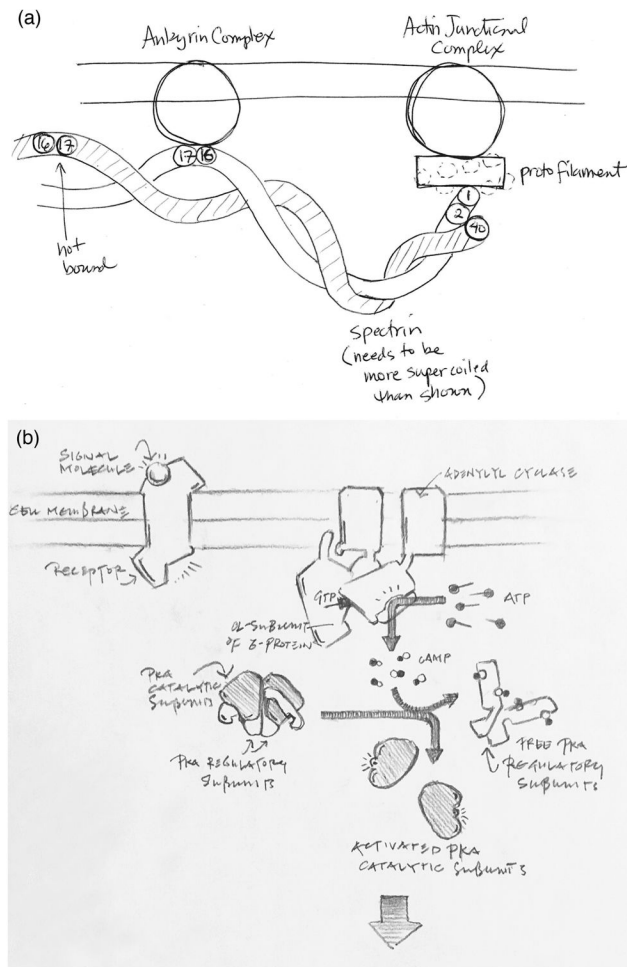 (a)
Ankyrin Complex
Actin Junctional
Complex
16 17
17 16
protofilament
1
2
40
not
bound
spectrin
(needs to be
more supercoiled
than shown)
(b)
SIGNAL
MOLECULE
ADENYLYL CYCLASE
CELL MEMBRANE
RECEPTOR
GTP
ATP
α-SUBUNIT
OF G-PROTEIN
cAMP
PKA
CATALYTIC
SUBUNITS
PKA REGULATORY
SUBUNITS
FREE PKA
REGULATORY
SUBUNITS
ACTIVATED PKA
CATALYTIC SUBUNITS